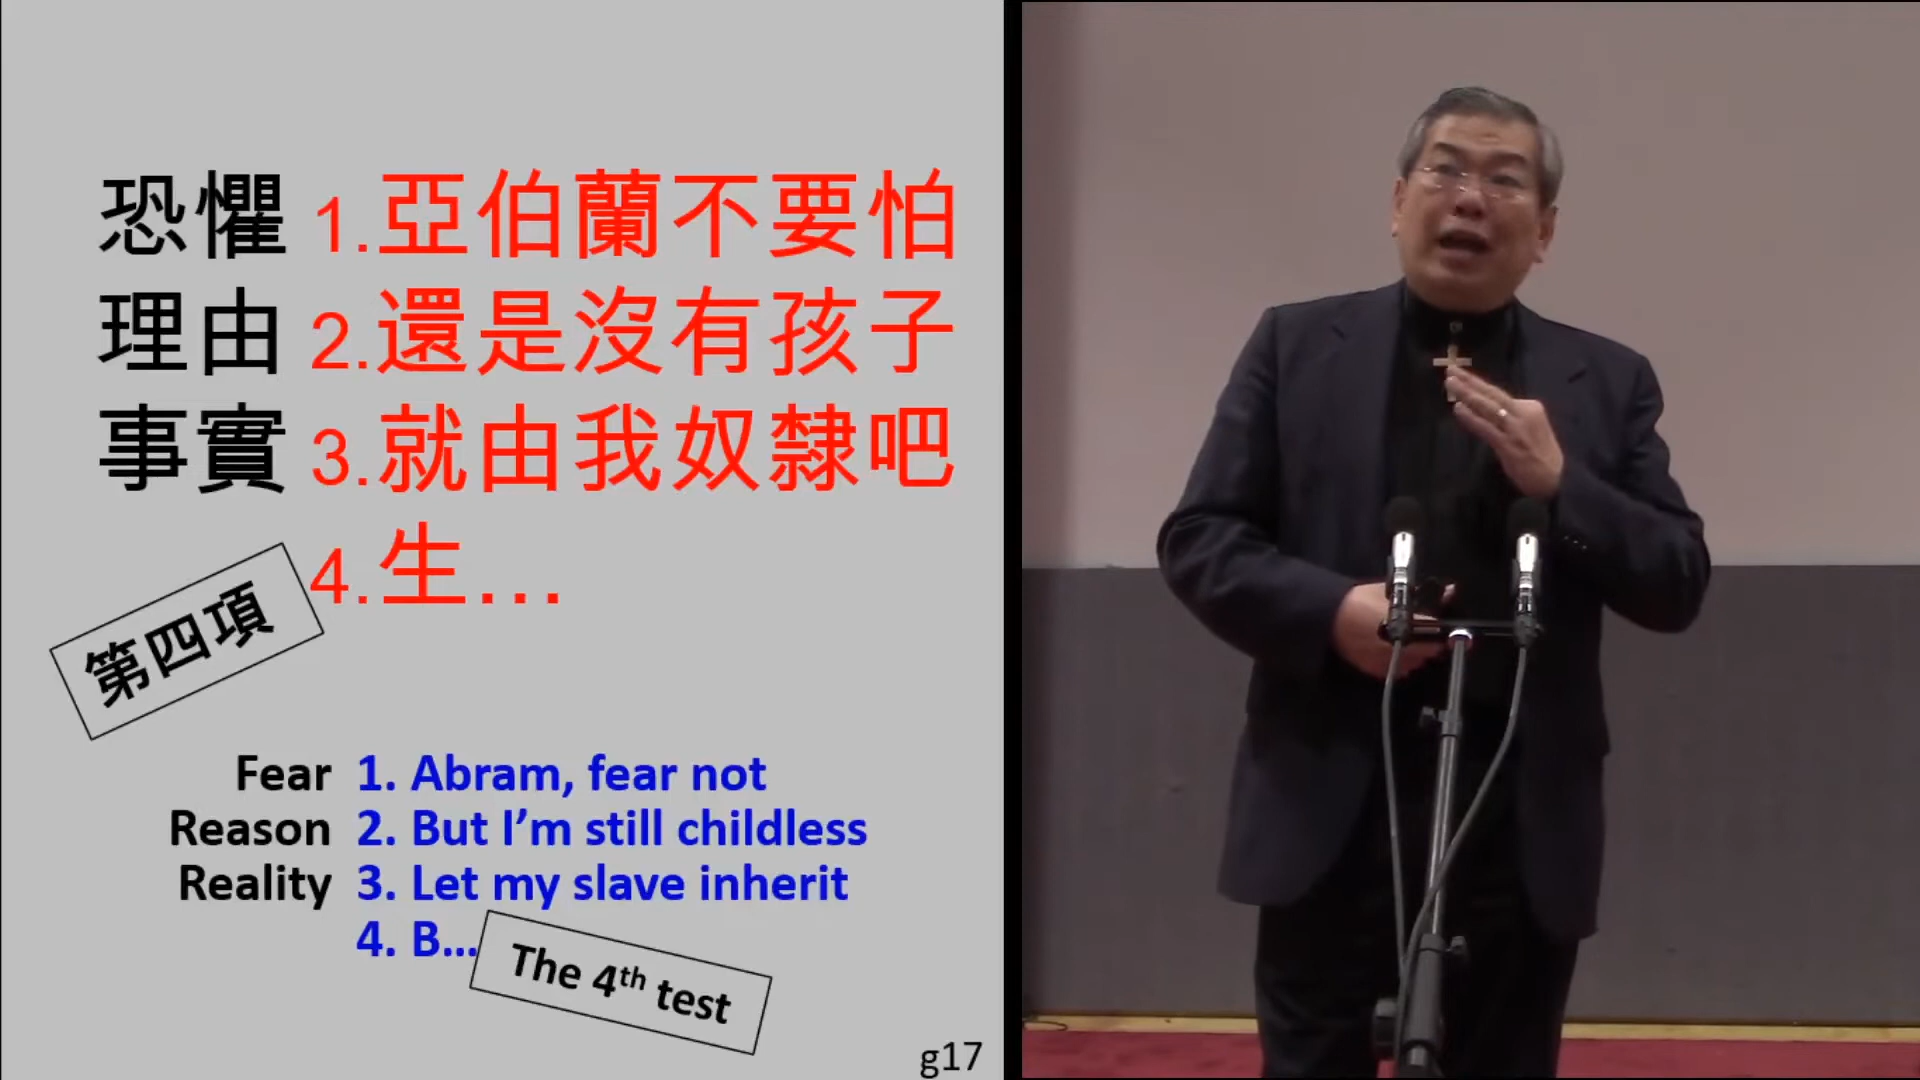 恐懼 1.亞伯蘭不要怕
理由 2.還是沒有孩子
事實 3.就由我奴隸吧
4.生...
第四項
Fear 1. Abram, fear not
Reason 2. But I’m still childless
Reality 3. Let my slave inherit
4. B...
The 4th test
g17